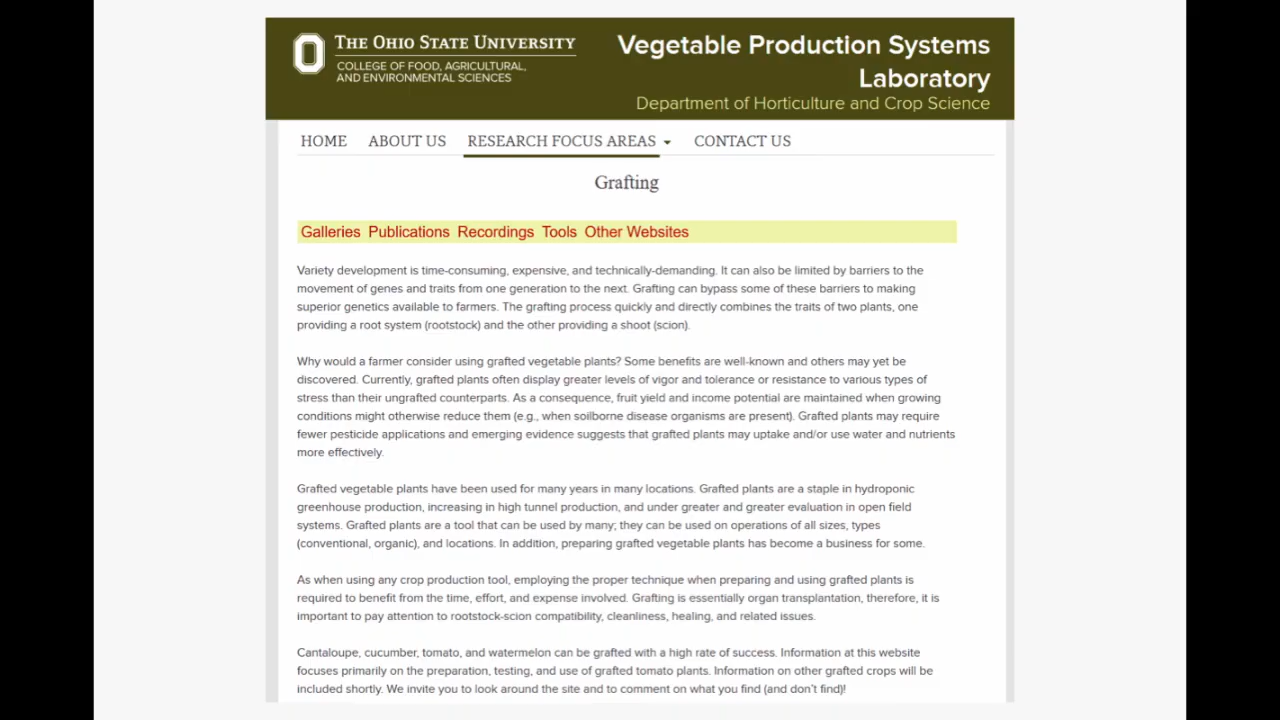 THE OHIO STATE UNIVERSITY
COLLEGE OF FOOD, AGRICULTURAL,
AND ENVIRONMENTAL SCIENCES
Vegetable Production Systems
Laboratory
Department of Horticulture and Crop Science
HOME ABOUT US RESEARCH FOCUS AREAS CONTACT US
Grafting
Galleries Publications Recordings Tools Other Websites
Variety development is time-consuming, expensive, and technically-demanding. It can also be limited by barriers to the
movement of genes and traits from one generation to the next. Grafting can bypass some of these barriers to making
superior genetics available to farmers. The grafting process quickly and directly combines the traits of two plants, one
providing a root system (rootstock) and the other providing a shoot (scion).
Why would a farmer consider using grafted vegetable plants? Some benefits are well-known and others may yet be
discovered. Currently, grafted plants often display greater levels of vigor and tolerance or resistance to various types of
stress than their ungrafted counterparts. As a consequence, fruit yield and income potential are maintained when growing
conditions might otherwise reduce them (e.g., when soilborne disease organisms are present). Grafted plants may require
fewer pesticide applications and emerging evidence suggests that grafted plants may uptake and/or use water and nutrients
more effectively.
Grafted vegetable plants have been used for many years in many locations. Grafted plants are a staple in hydroponic
greenhouse production, increasing in high tunnel production, and under greater and greater evaluation in open field
systems. Grafted plants are a tool that can be used by many; they can be used on operations of all sizes, types
(conventional, organic), and locations. In addition, preparing grafted vegetable plants has become a business for some.
As when using any crop production tool, employing the proper technique when preparing and using grafted plants is
required to benefit from the time, effort, and expense involved. Grafting is essentially organ transplantation, therefore, it is
important to pay attention to rootstock-scion compatibility, cleanliness, healing, and related issues.
Cantaloupe, cucumber, tomato, and watermelon can be grafted with a high rate of success. Information at this website
focuses primarily on the preparation, testing, and use of grafted tomato plants. Information on other grafted crops will be
included shortly. We invite you to look around the site and to comment on what you find (and don't find)!